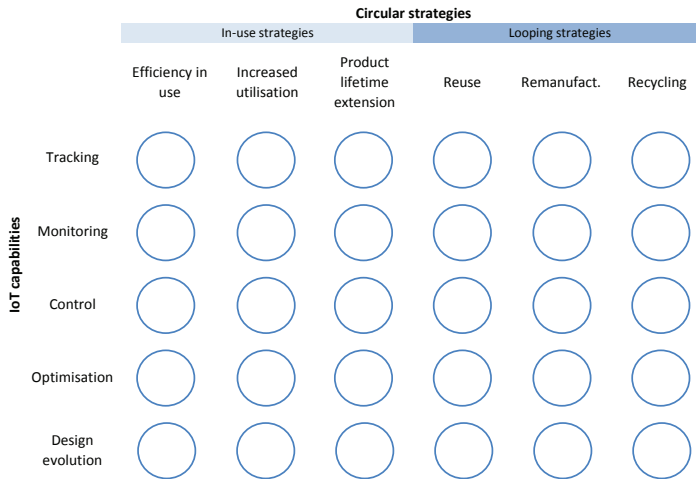 Circular strategies
In-use strategies
Looping strategies
Efficiency in
use
Increased
utilisation
Product
lifetime
extension
Reuse
Remanufact.
Recycling
IoT capabilities
Tracking
Monitoring
Control
Optimisation
Design
evolution